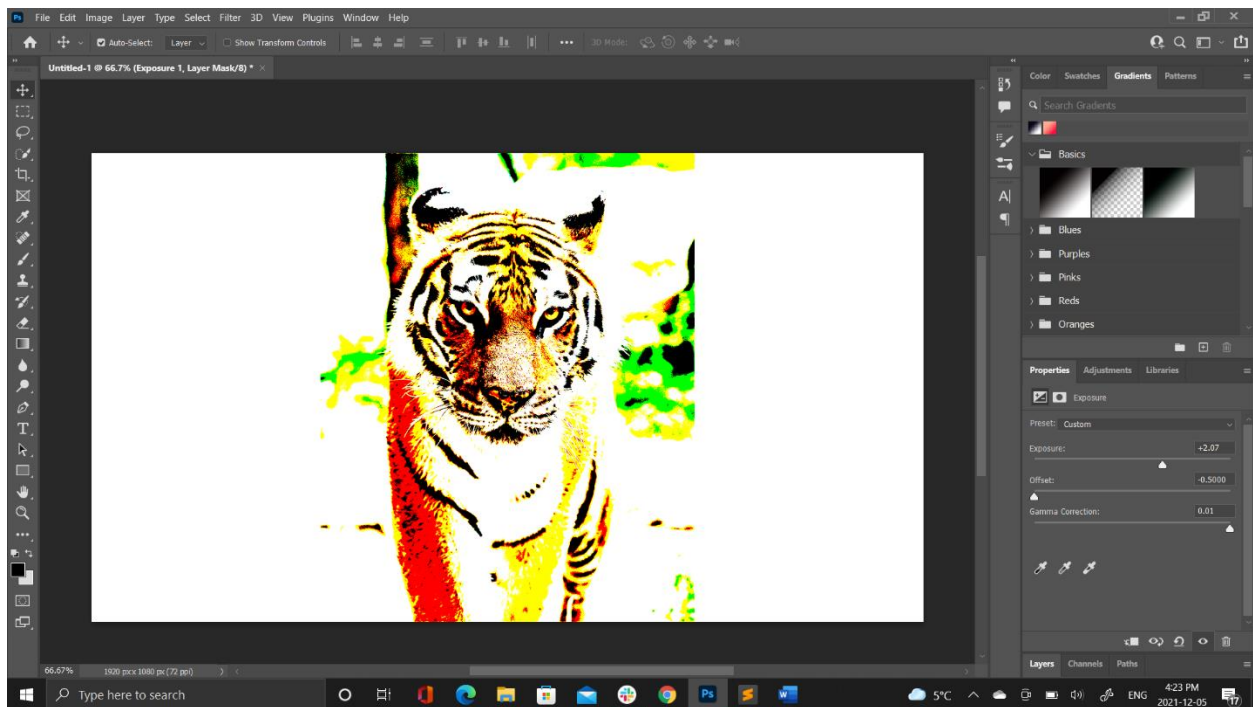 Ps File Edit Image Layer Type Select Filter 3D View Plugins Window Help
Auto-Select: Layer Show Transform Controls 3D Mode:
Untitled-1 @ 66.7% (Exposure 1, Layer Mask/8) *
Color Swatches Gradients Patterns
Search Gradients
Basics
Blues
Purples
Pinks
Reds
Oranges
Properties Adjustments Libraries
Exposure
Preset: Custom
Exposure: +2.07
Offset: -0.5000
Gamma Correction: 0.01
Layers Channels Paths
66.67% 1920 px x 1080 px (72 ppi)
Type here to search Ps 5°C ENG 4:23 PM
2021-12-05 17